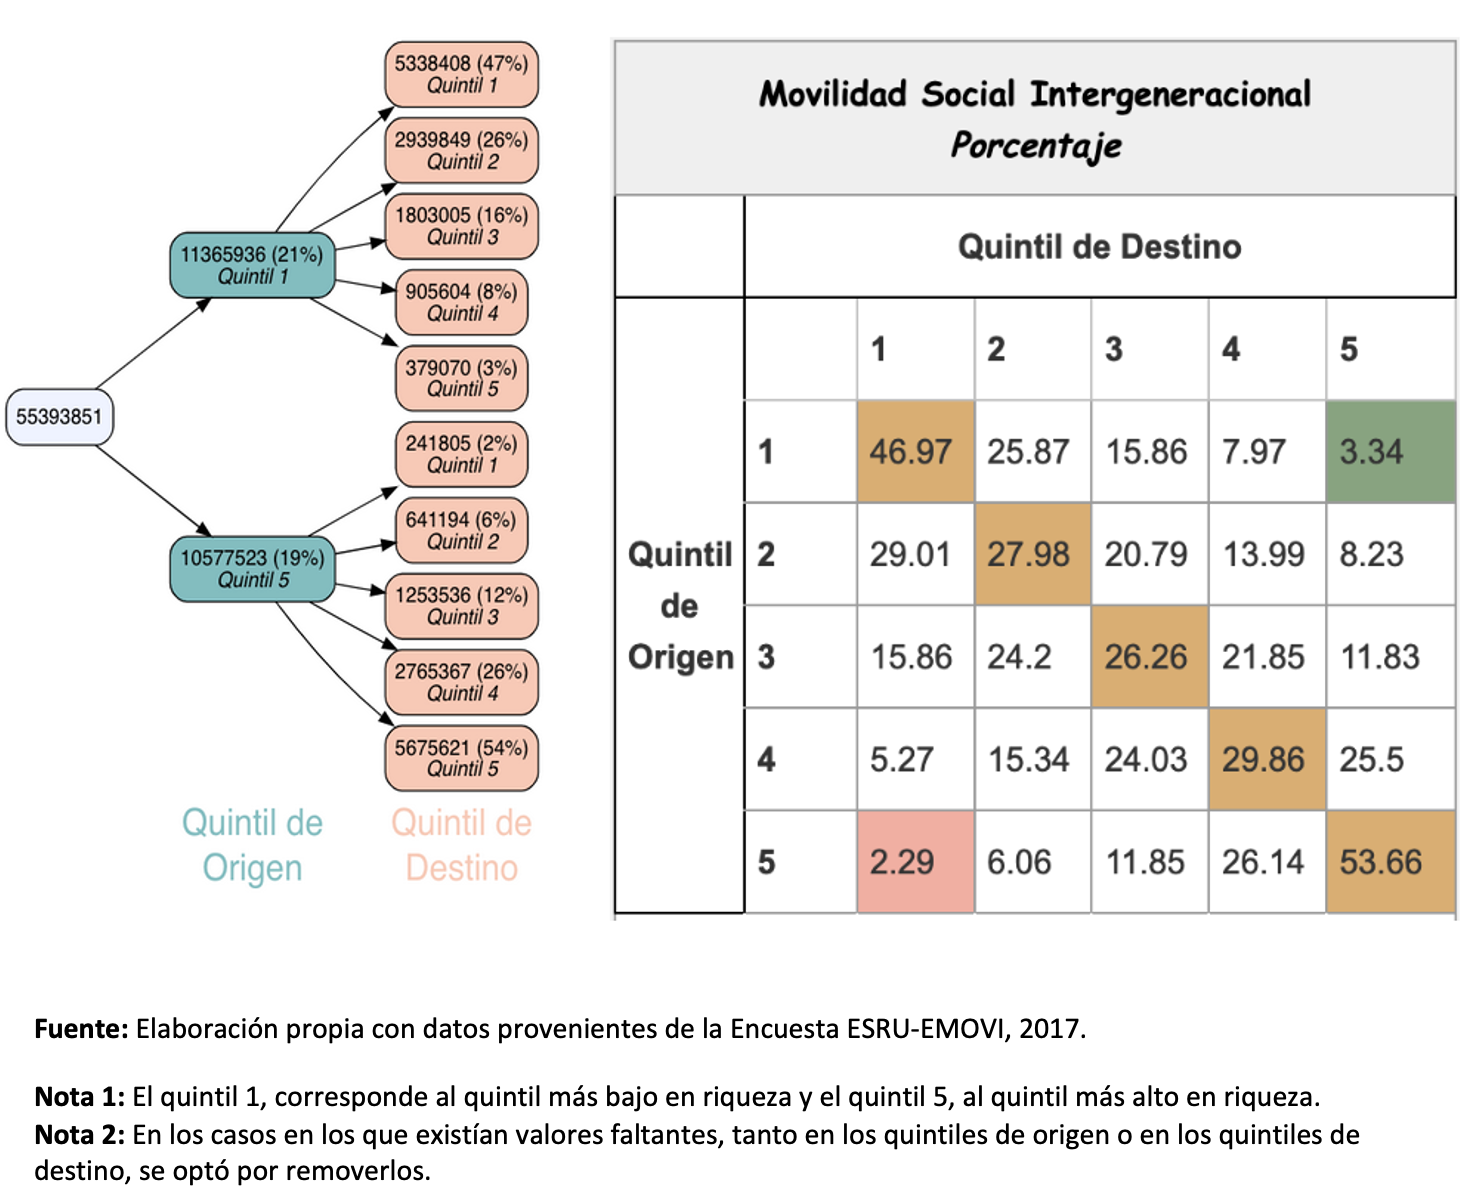 5338408 (47%)
Quintil 1
2939849 (26%)
Quintil 2
1803005 (16%)
Quintil 3
11365936 (21%)
Quintil 1
905604 (8%)
Quintil 4
379070 (3%)
Quintil 5
55393851
241805 (2%)
Quintil 1
641194 (6%)
Quintil 2
10577523 (19%)
Quintil 5
1253536 (12%)
Quintil 3
2765367 (26%)
Quintil 4
5675621 (54%)
Quintil 5
Quintil de
Origen
Quintil de
Destino
Movilidad Social Intergeneracional
Porcentaje
Quintil de Destino
1 2 3 4 5
1 46.97 25.87 15.86 7.97 3.34
Quintil 2 29.01 27.98 20.79 13.99 8.23
de
Origen 3 15.86 24.2 26.26 21.85 11.83
4 5.27 15.34 24.03 29.86 25.5
5 2.29 6.06 11.85 26.14 53.66
Fuente: Elaboración propia con datos provenientes de la Encuesta ESRU-EMOVI, 2017.
Nota 1: El quintil 1, corresponde al quintil más bajo en riqueza y el quintil 5, al quintil más alto en riqueza.
Nota 2: En los casos en los que existían valores faltantes, tanto en los quintiles de origen o en los quintiles de
destino, se optó por removerlos.